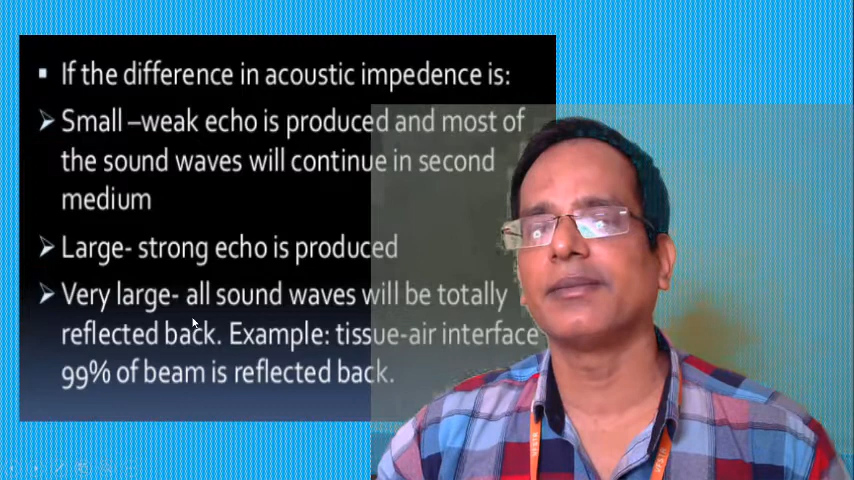 ▪ If the difference in acoustic impedence is:
➢ Small –weak echo is produced and most of
the sound waves will continue in second
medium
➢ Large- strong echo is produced
➢ Very large- all sound waves will be totally
reflected back. Example: tissue-air interface
99% of beam is reflected back.